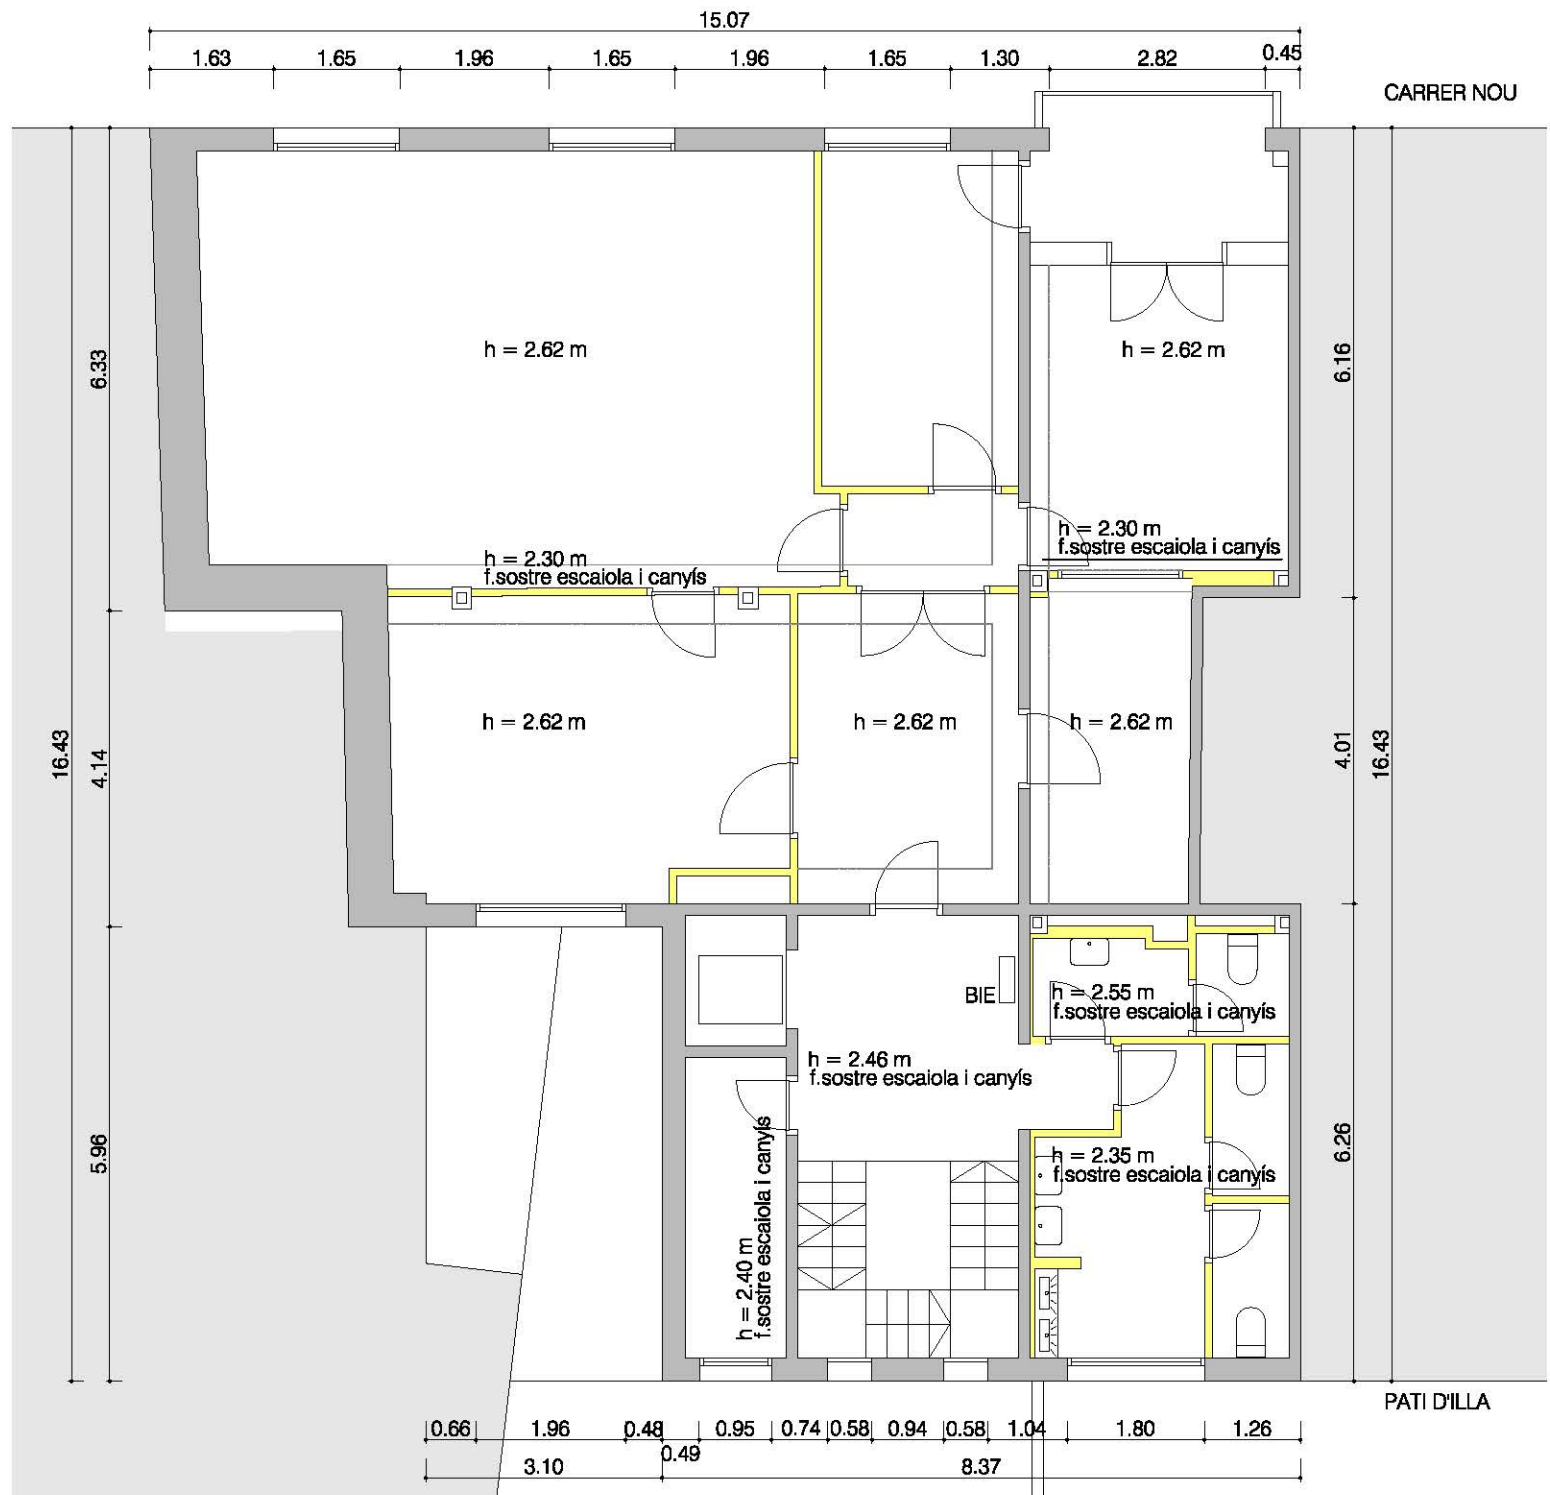 15.07
1.63 1.65 1.96 1.65 1.96 1.65 1.30 2.82 0.45
CARRER NOU
h = 2.62 m
h = 2.62 m
6.33
6.16
h = 2.30 m
f.sostre escaiola i canyís
h = 2.30 m
f.sostre escaiola i canyís
h = 2.62 m
h = 2.62 m
h = 2.62 m
16.43
4.14
4.01
16.43
BIE
h = 2.55 m
f.sostre escaiola i canyís
h = 2.46 m
f.sostre escaiola i canyís
h = 2.35 m
f.sostre escaiola i canyís
5.96
6.26
h = 2.40 m
f.sostre escaiola i canyís
PATI D'ILLA
0.66 1.96 0.48 0.95 0.74 0.58 0.94 0.58 1.04 1.80 1.26
0.49
3.10 8.37